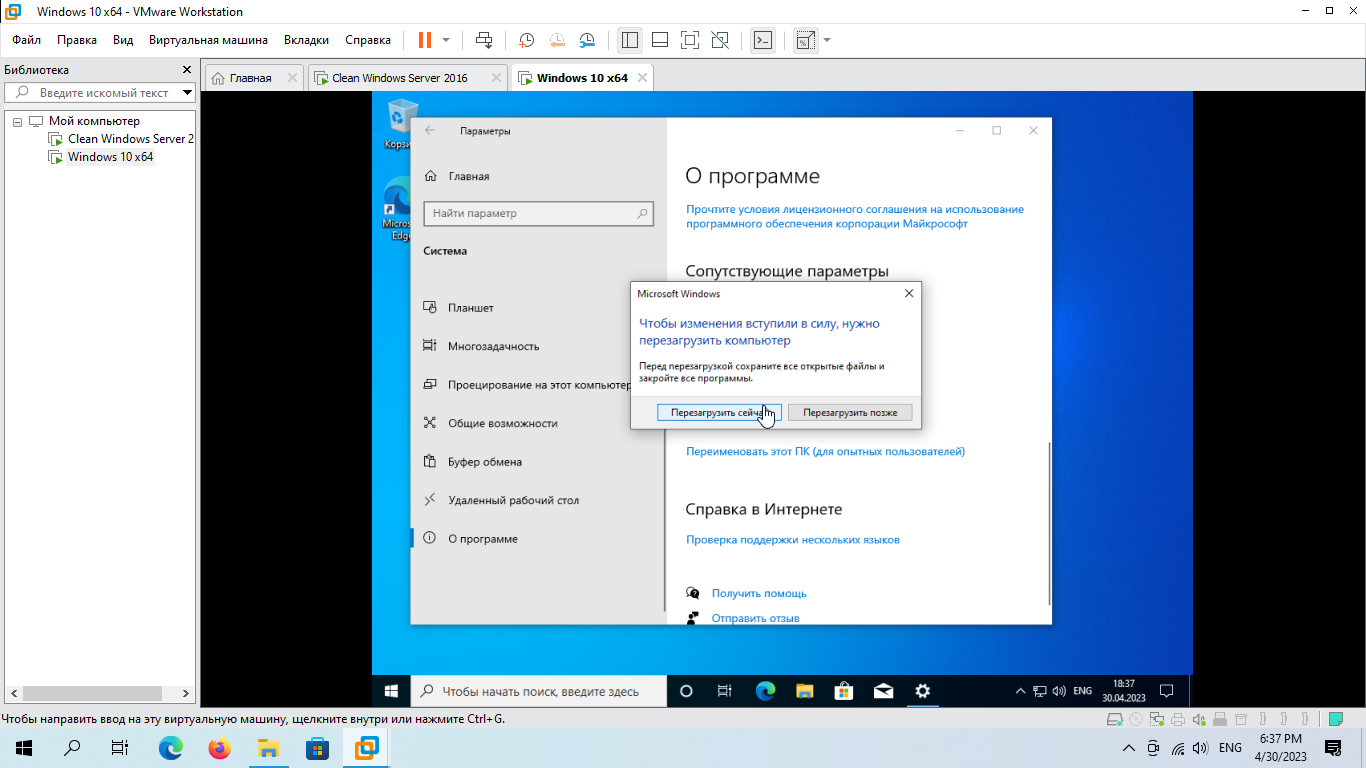 Windows 10 x64 - VMware Workstation
Файл Правка Вид Виртуальная машина Вкладки Справка
Библиотека
Введите искомый текст
Мой компьютер
Clean Windows Server 2
Windows 10 x64
Главная
Clean Windows Server 2016
Windows 10 x64
Параметры
Главная
Найти параметр
Система
Планшет
Многозадачность
Проецирование на этот компьютер
Общие возможности
Буфер обмена
Удаленный рабочий стол
О программе
О программе
Прочтите условия лицензионного соглашения на использование
программного обеспечения корпорации Майкрософт
Сопутствующие параметры
Microsoft Windows
Чтобы изменения вступили в силу, нужно
перезагрузить компьютер
Перед перезагрузкой сохраните все открытые файлы и
закройте все программы.
Перезагрузить
Перезагрузить позже
Переименовать этот ПК (для опытных пользователей)
Справка в Интернете
Проверка поддержки нескольких языков
Получить помощь
Отправить отзыв
Чтобы начать поиск, введите здесь
ENG
18:37
30.04.2023
Чтобы направить ввод на эту виртуальную машину, щелкните внутри или нажмите Ctrl+G.
ENG
6:37 PM
4/30/2023